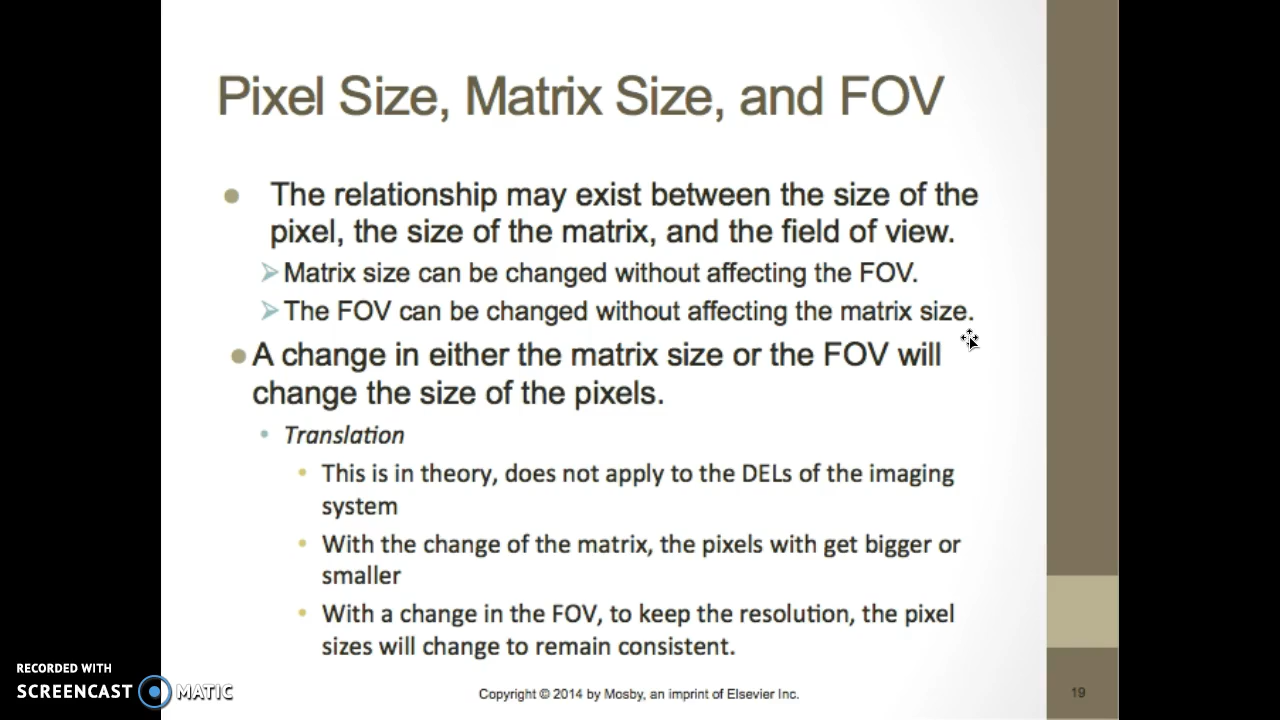 Pixel Size, Matrix Size, and FOV
The relationship may exist between the size of the
pixel, the size of the matrix, and the field of view.
Matrix size can be changed without affecting the FOV.
The FOV can be changed without affecting the matrix size.
A change in either the matrix size or the FOV will
change the size of the pixels.
Translation
This is in theory, does not apply to the DELs of the imaging
system
With the change of the matrix, the pixels with get bigger or
smaller
With a change in the FOV, to keep the resolution, the pixel
sizes will change to remain consistent.
RECORDED WITH
SCREENCAST MATIC
Copyright © 2014 by Mosby, an imprint of Elsevier Inc.
19